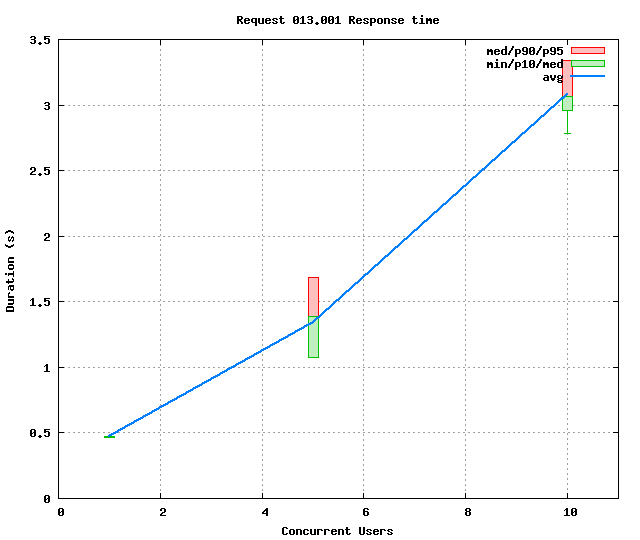 Request 013.001 Response time
med/p90/p95
min/p10/med
avg
3.5
3
2.5
2
1.5
1
0.5
0
Duration (s)
0 2 4 6 8 10
Concurrent Users